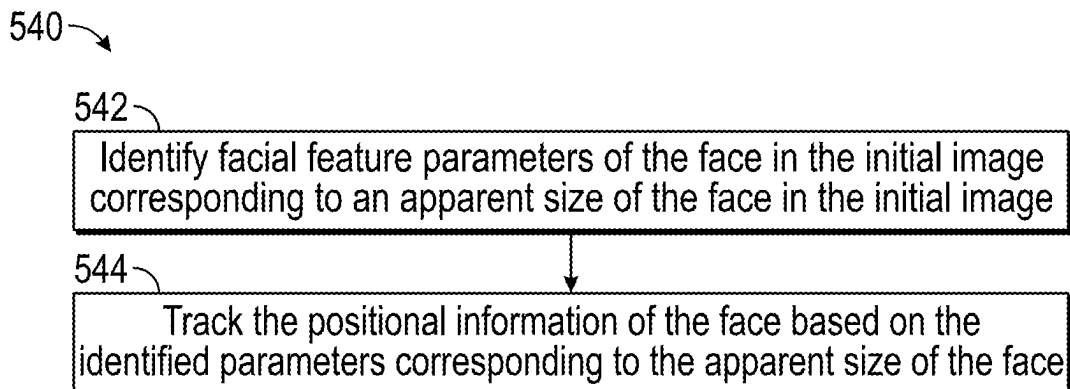 540
542
Identify facial feature parameters of the face in the initial image
corresponding to an apparent size of the face in the initial image
544
Track the positional information of the face based on the
identified parameters corresponding to the apparent size of the face